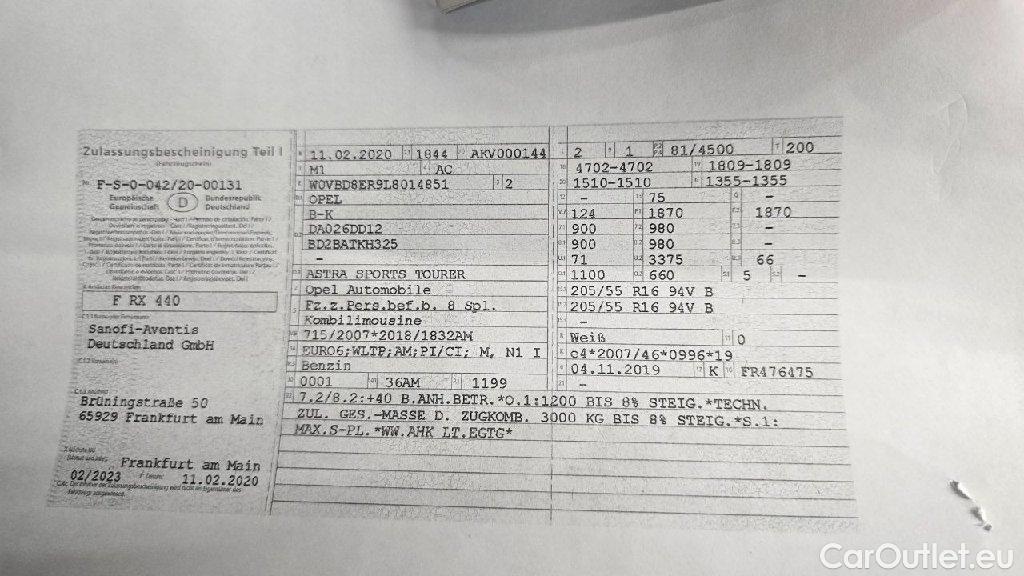 Zulassungsbescheinigung Teil I
(Fahrzeugschein)
Nr. F-S-0-042/20-00131
Europäische Gemeinschaft
D
Bundesrepublik Deutschland
F RX 440
Sanofi-Aventis
Deutschland GmbH
Brüningstraße 50
65929 Frankfurt am Main
Frankfurt am Main
02/2023
11.02.2020
11.02.2020 1844 AKV000144
M1 AC
W0VBD8ER9L8014851 2
OPEL
B-K
DA026DD12
BD2BATKH325
-
ASTRA SPORTS TOURER
Opel Automobile
Fz.z.Pers.bef.b. 8 Spl.
Kombilimousine
715/2007*2018/1832AM
EURO6;WLTP;AM;PI/CI; M, N1 I
Benzin
0001 36AM 1199
2 1 81/4500 200
4702-4702 1809-1809
1510-1510 1355-1355
- 75 -
124 1870 1870
900 980
900 980
71 3375 66
1100 660 5 -
205/55 R16 94V B
205/55 R16 94V B
-
Weiß 0
e4*2007/46*0996*19
04.11.2019 K FR476475
-
7.2/8.2:+40 B.ANH.BETR.*O.1:1200 BIS 8% STEIG.*TECHN.
ZUL. GES.-MASSE D. ZUGKOMB. 3000 KG BIS 8% STEIG.*S.1:
MAX.S-PL.*WW.AHK LT.EGTG*
CarOutlet.eu